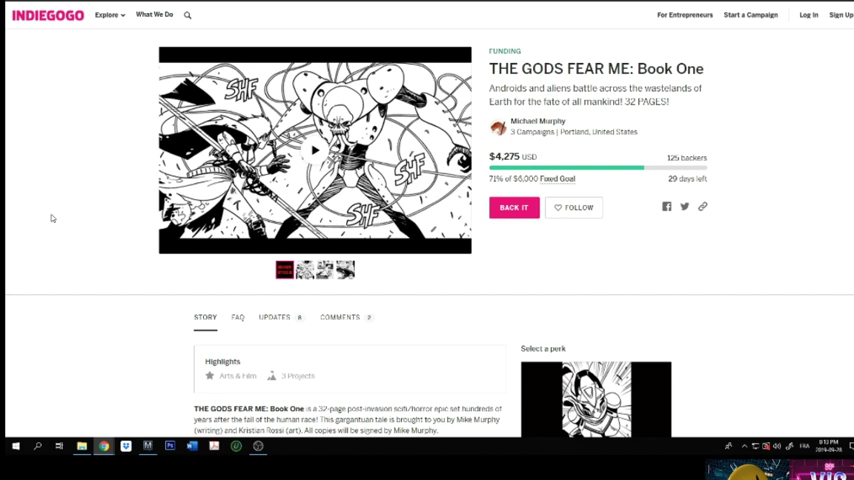 INDIEGOGO Explore What We Do For Entrepreneurs Start a Campaign Log In Sign Up
SHF
SHF
SHF
FUNDING
THE GODS FEAR ME: Book One
Androids and aliens battle across the wastelands of
Earth for the fate of all mankind! 32 PAGES!
Michael Murphy
3 Campaigns | Portland, United States
$4,275 USD 125 backers
71% of $6,000 Fixed Goal 29 days left
BACK IT FOLLOW
STORY FAQ UPDATES 8 COMMENTS 2
Select a perk
Highlights
Arts & Film 3 Projects
THE GODS FEAR ME: Book One is a 32-page post-invasion scifi/horror epic set hundreds of
years after the fall of the human race! This gargantuan tale is brought to you by Mike Murphy
(writing) and Kristian Rossi (art). All copies will be signed by Mike Murphy.
FRA
8:13 PM
2019-09-28